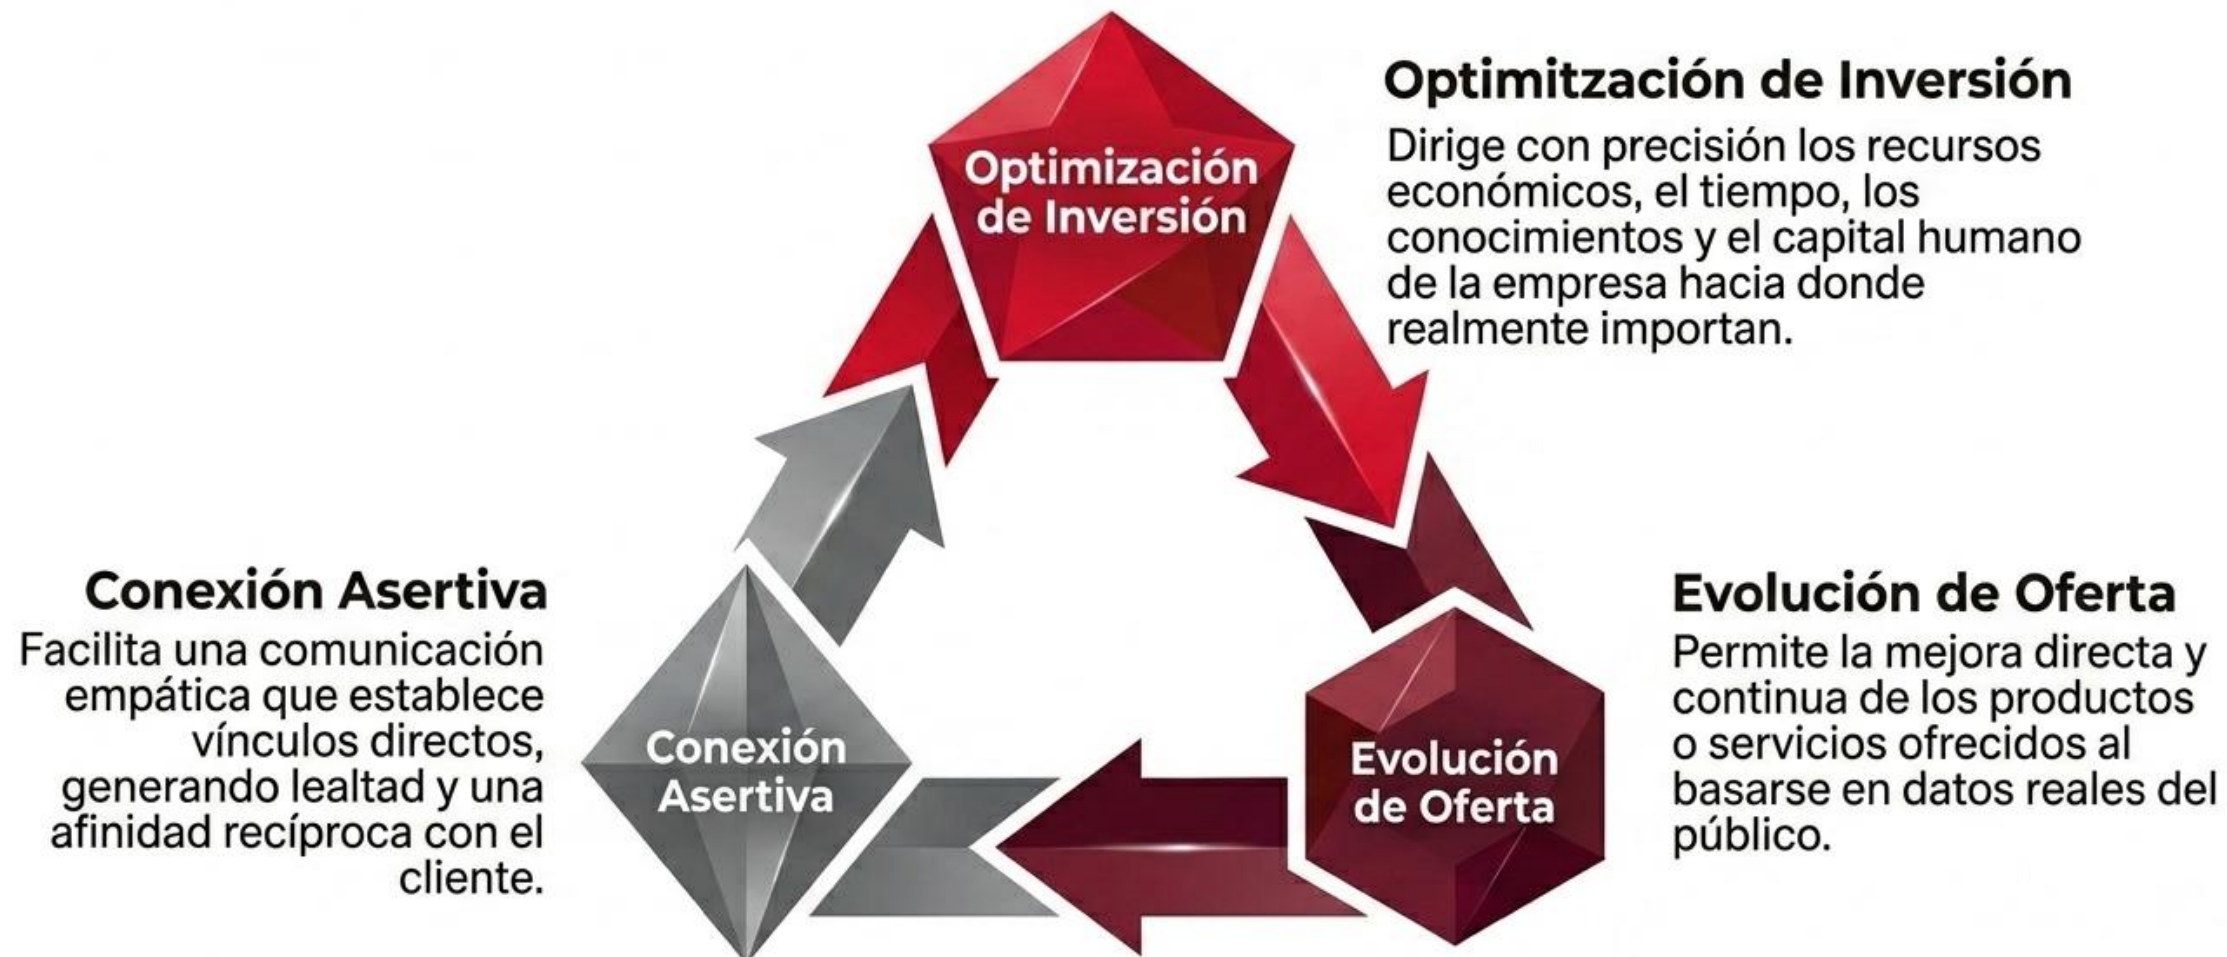 Optimización
de Inversión
Optimitzación de Inversión
Dirige con precisión los recursos
económicos, el tiempo, los
conocimientos y el capital humano
de la empresa hacia donde
realmente importan.
Conexión Asertiva
Facilita una comunicación
empática que establece
vínculos directos,
generando lealtad y una
afinidad recíproca con el
cliente.
Conexión
Asertiva
Evolución
de Oferta
Evolución de Oferta
Permite la mejora directa y
continua de los productos
o servicios ofrecidos al
basarse en datos reales del
público.